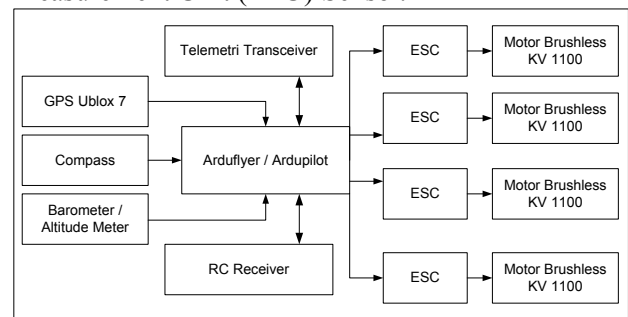 Telemetri Transceiver
GPS Ublox 7
Compass
Barometer /
Altitude Meter
Arduflyer / Ardupilot
RC Receiver
ESC
Motor Brushless
KV 1100
ESC
Motor Brushless
KV 1100
ESC
Motor Brushless
KV 1100
ESC
Motor Brushless
KV 1100